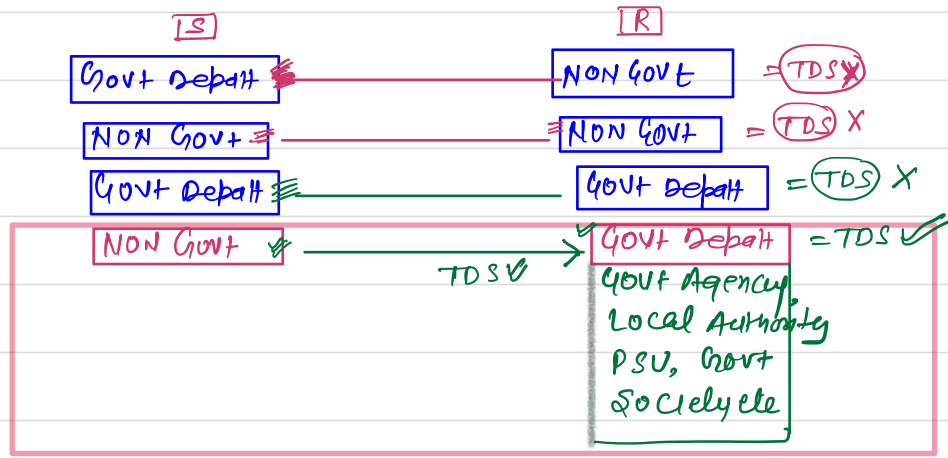 S R
Govt Depatt NON Govt = TDS X
NON Govt NON Govt = TDS X
Govt Depatt Govt Depatt = TDS X
NON Govt TDS ✓ Govt Depatt = TDS ✓
Govt Agency,
Local Authority
PSU, Govt
Society etc